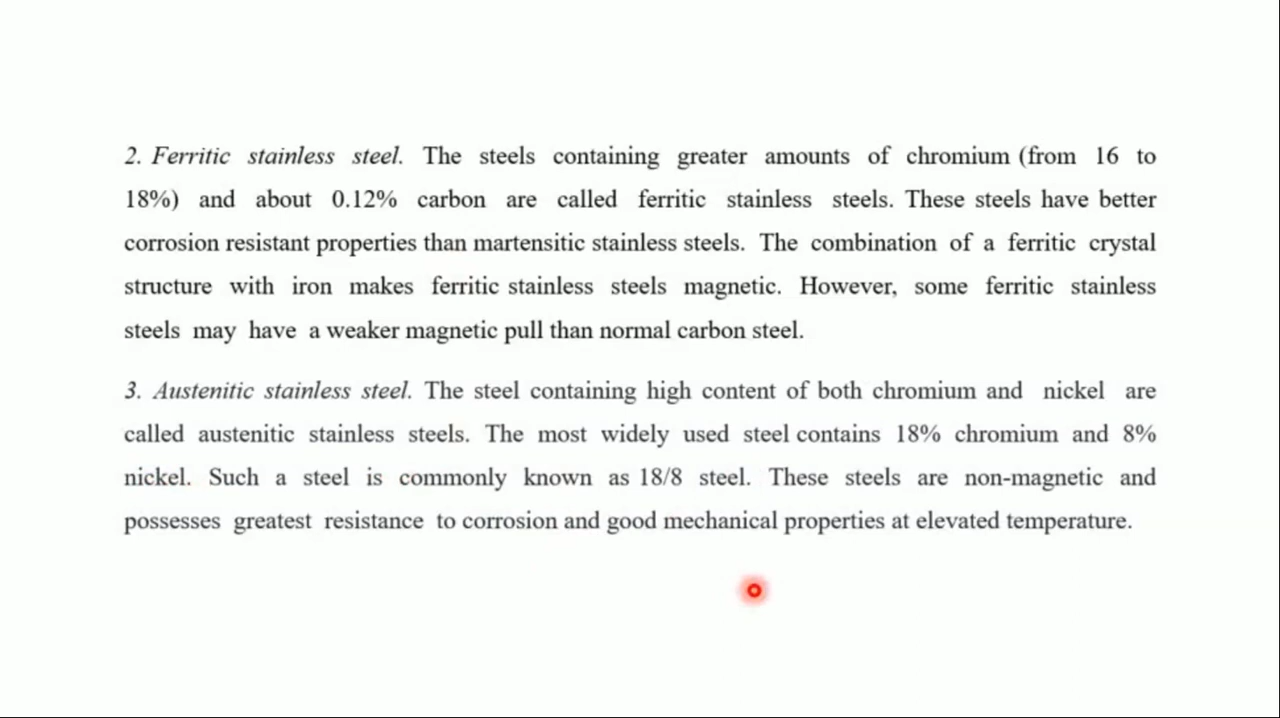 2. Ferritic stainless steel. The steels containing greater amounts of chromium (from 16 to
18%) and about 0.12% carbon are called ferritic stainless steels. These steels have better
corrosion resistant properties than martensitic stainless steels. The combination of a ferritic crystal
structure with iron makes ferritic stainless steels magnetic. However, some ferritic stainless
steels may have a weaker magnetic pull than normal carbon steel.
3. Austenitic stainless steel. The steel containing high content of both chromium and nickel are
called austenitic stainless steels. The most widely used steel contains 18% chromium and 8%
nickel. Such a steel is commonly known as 18/8 steel. These steels are non-magnetic and
possesses greatest resistance to corrosion and good mechanical properties at elevated temperature.